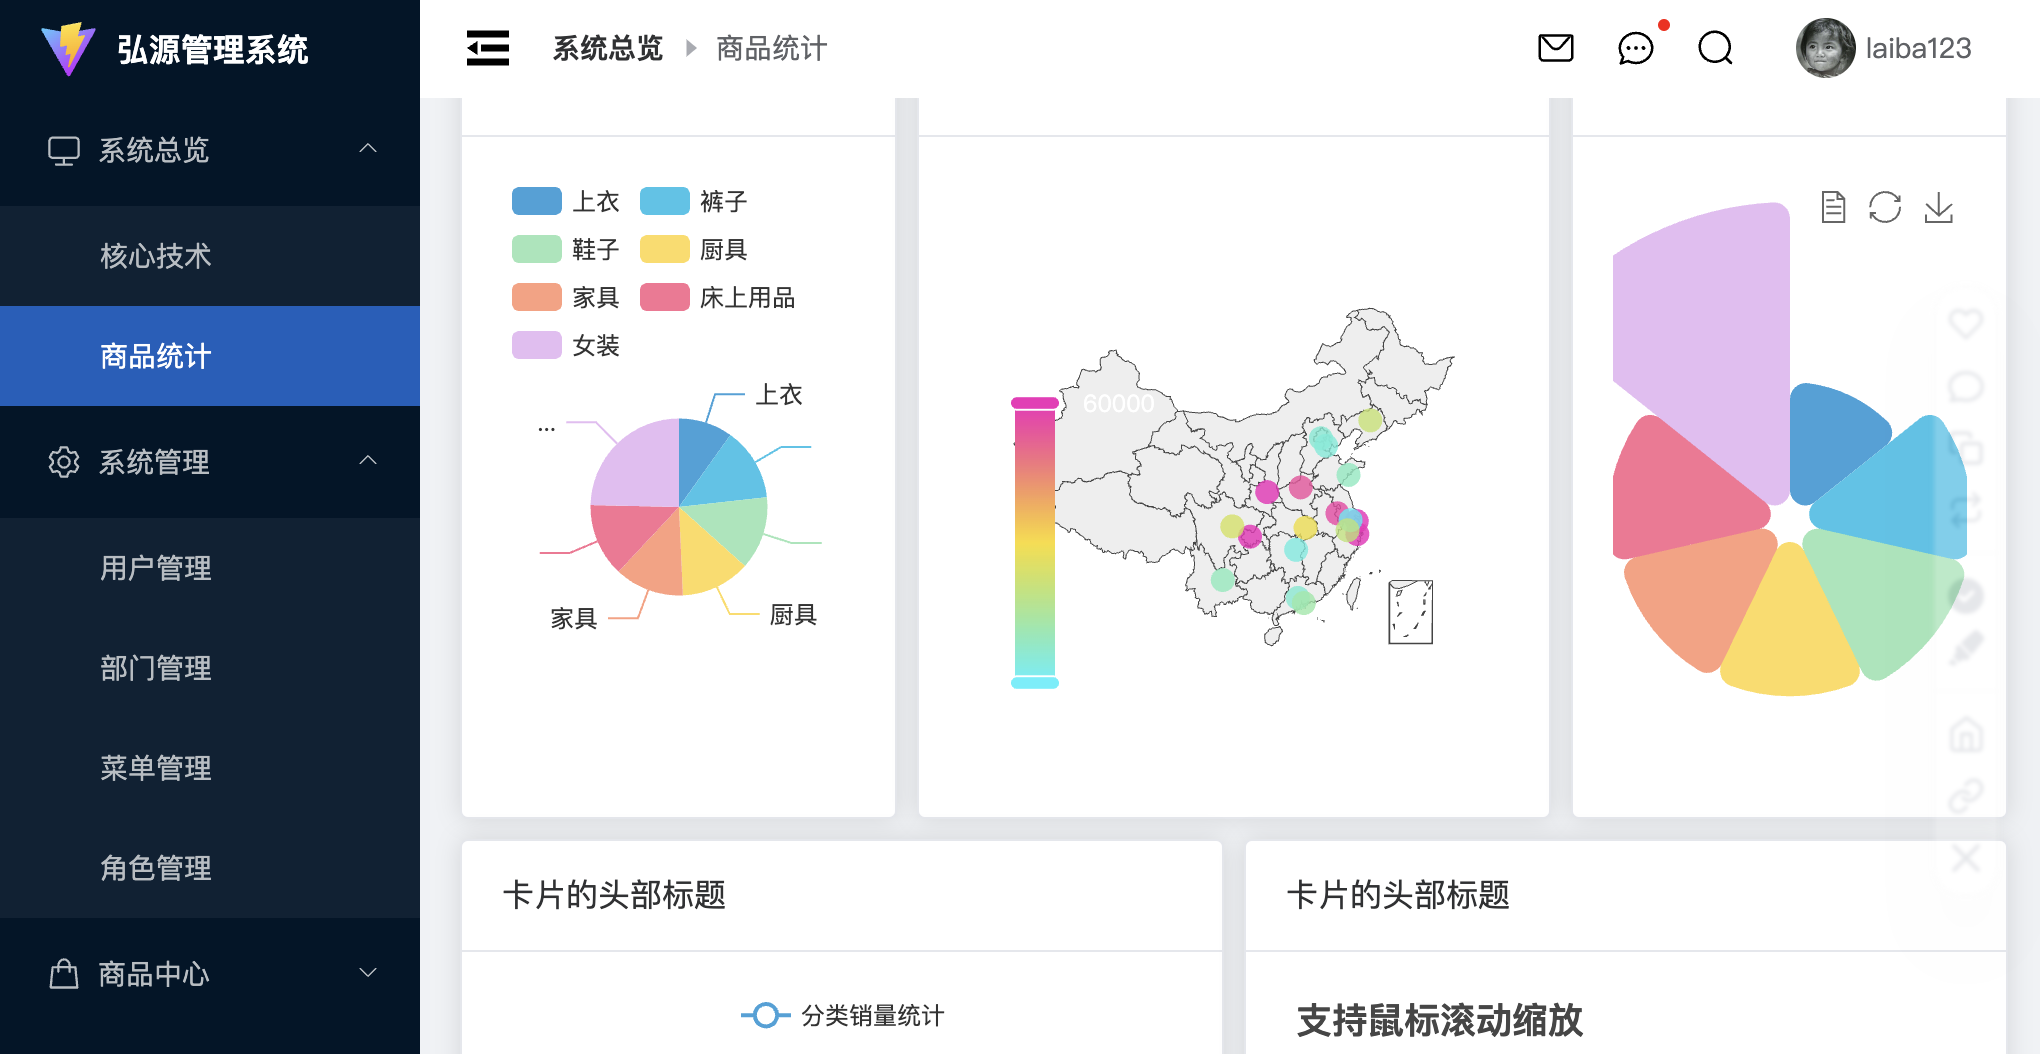 弘源管理系统
系统总览
核心技术
商品统计
系统管理
用户管理
部门管理
菜单管理
角色管理
商品中心
系统总览 商品统计
laiba123
上衣 裤子
鞋子 厨具
家具 床上用品
女装
上衣
...
家具
厨具
60000
卡片的头部标题
分类销量统计
卡片的头部标题
支持鼠标滚动缩放